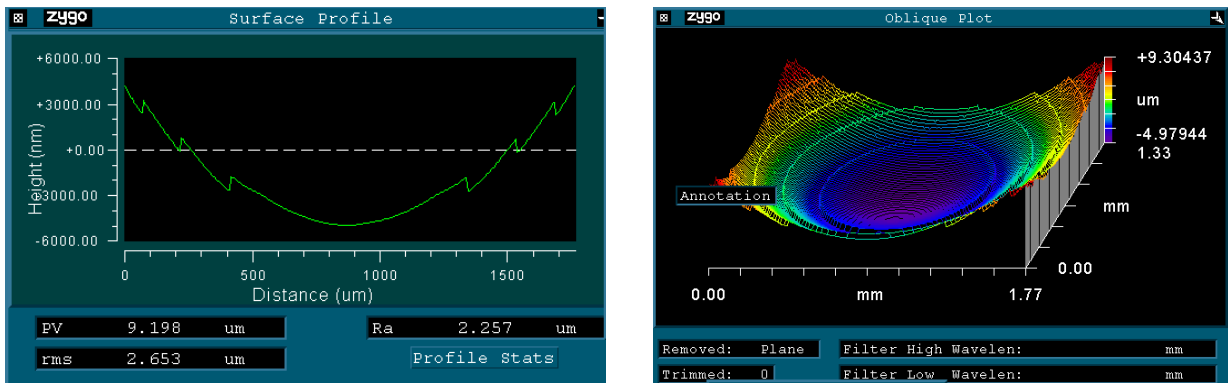 zygo Surface Profile
+6000.00
+3000.00
+0.00
-3000.00
-6000.00
Height (nm)
0 500 1000 1500
Distance (um)
PV 9.198 um
Ra 2.257 um
rms 2.653 um
Profile Stats
zygo Oblique Plot
+9.30437
um
-4.97944
1.33
Annotation
mm
0.00
0.00 mm 1.77
Removed: Plane
Filter High Wavelen: mm
Trimmed: 0
Filter Low Wavelen: mm